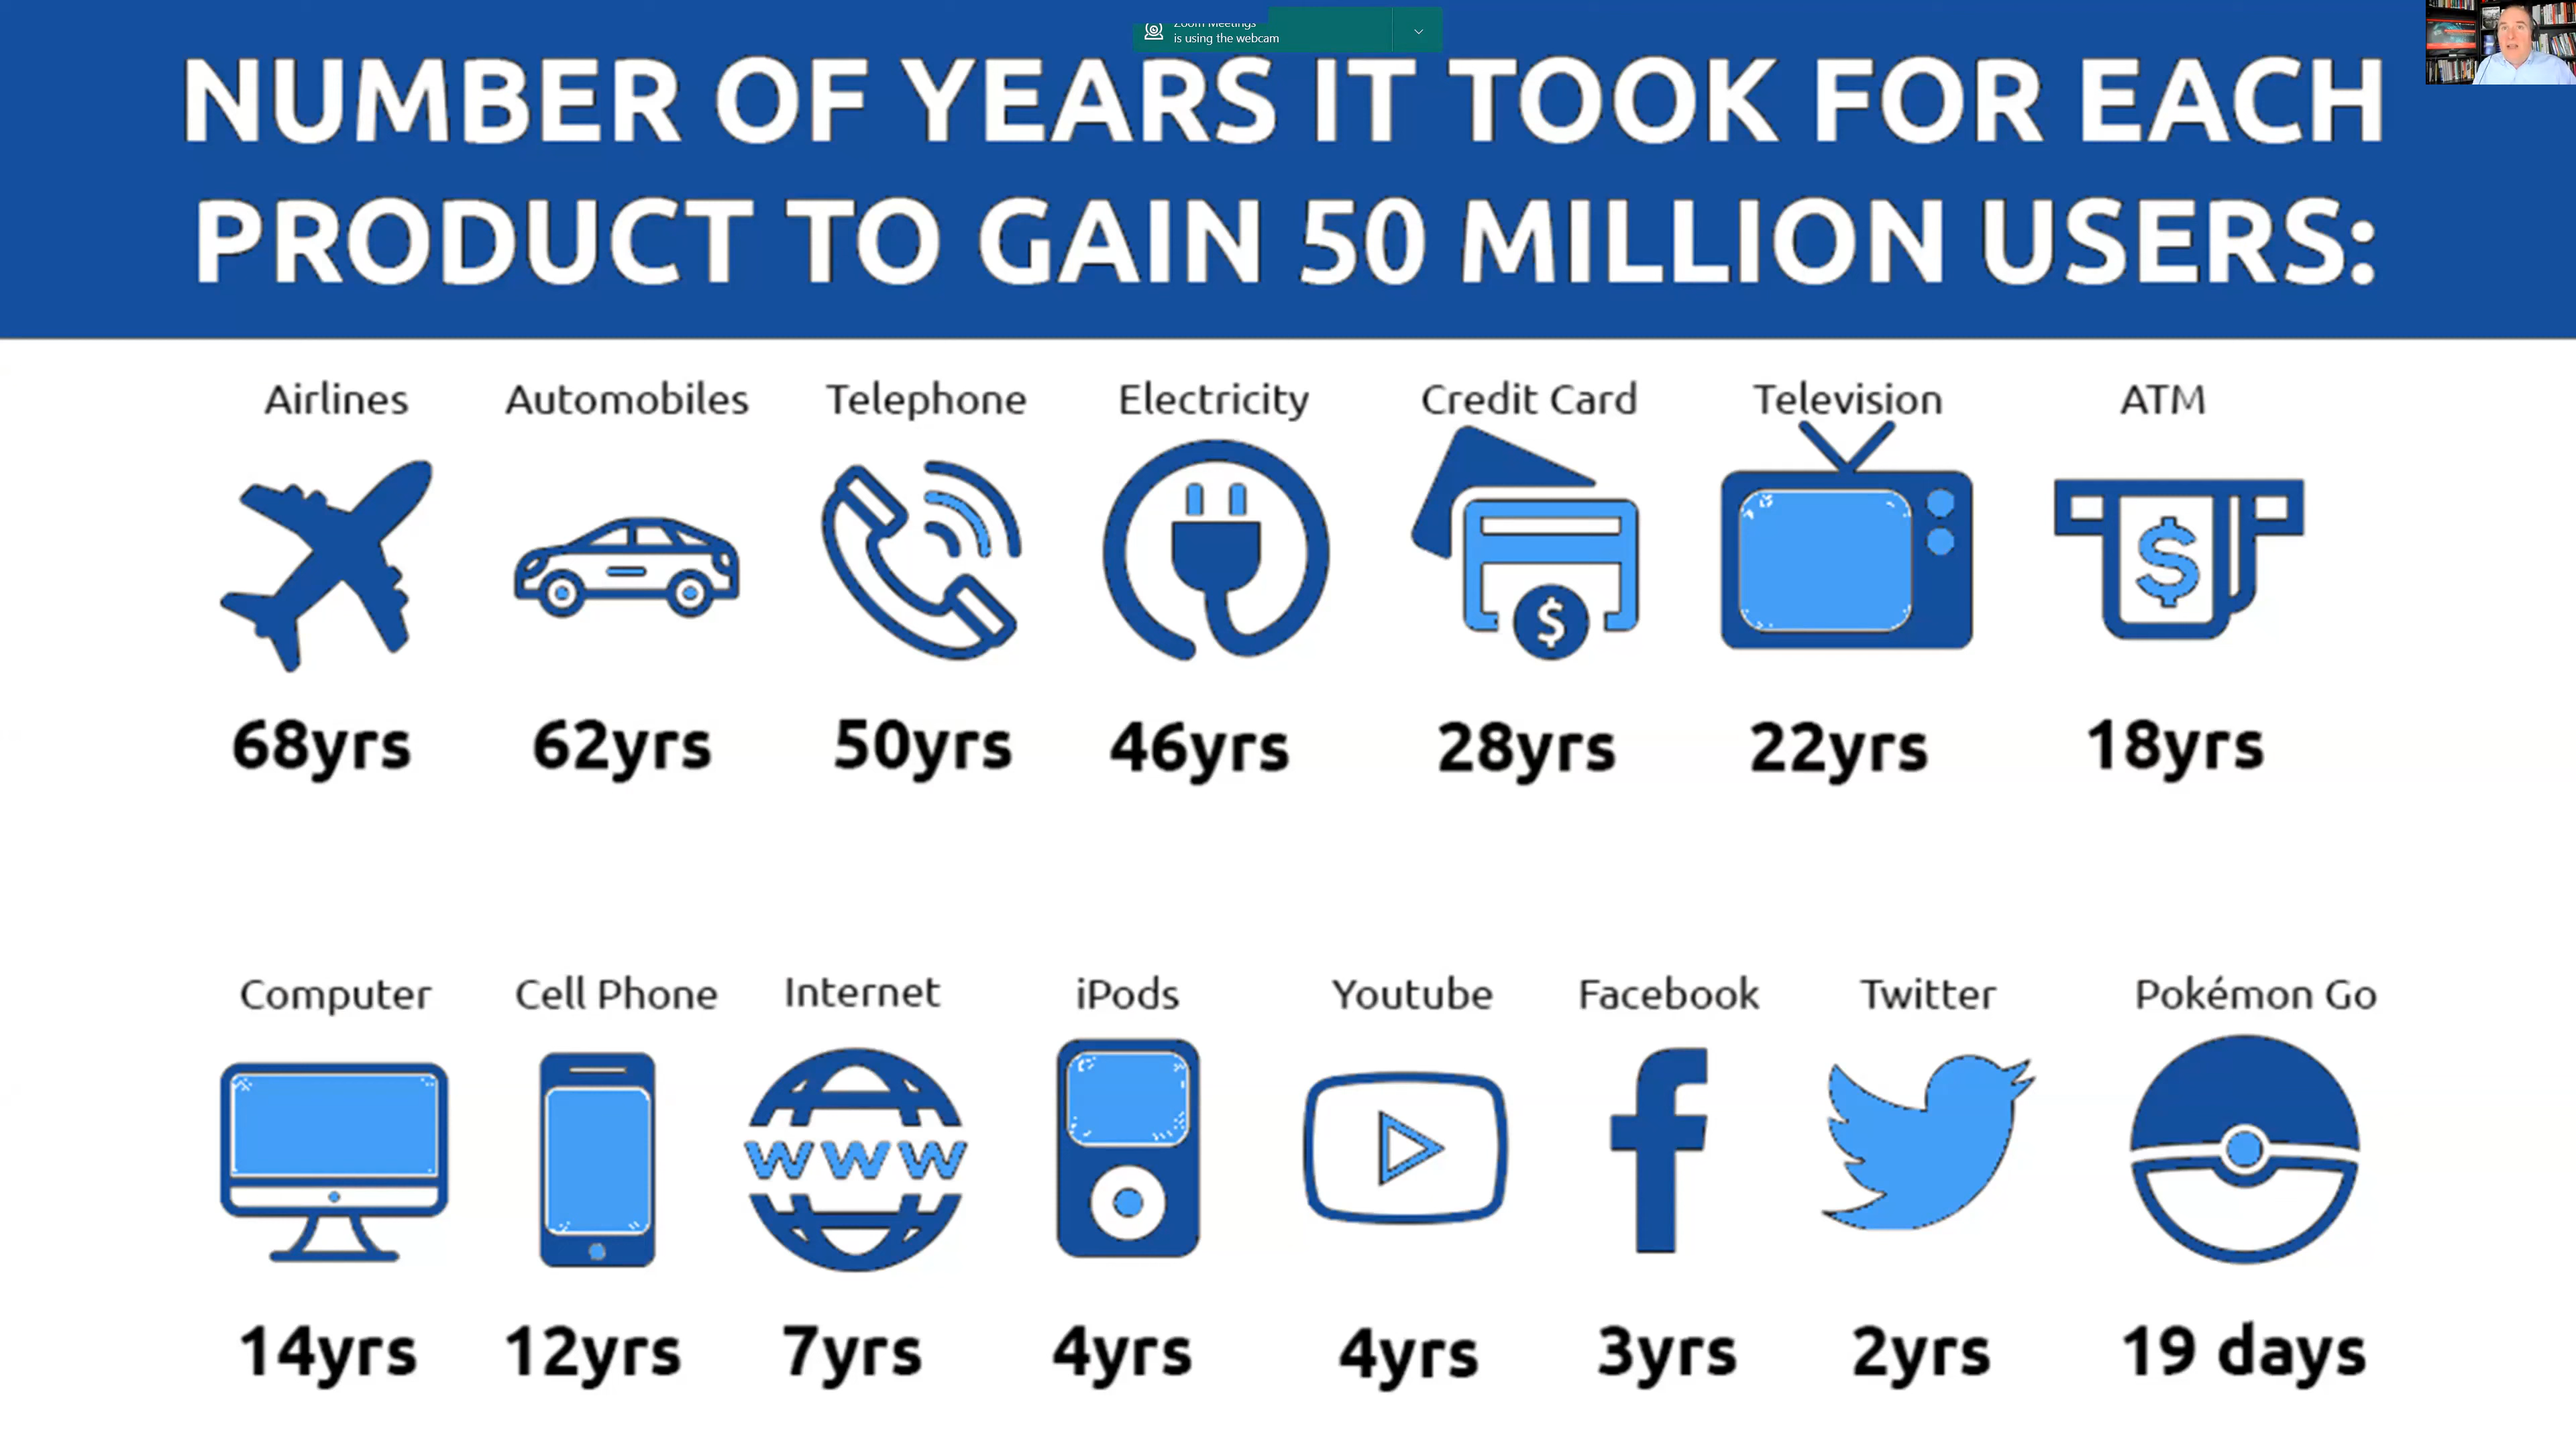 Zoom Meetings
is using the webcam
NUMBER OF YEARS IT TOOK FOR EACH
PRODUCT TO GAIN 50 MILLION USERS:
Airlines Automobiles Telephone Electricity Credit Card Television ATM
$ $
68yrs 62yrs 50yrs 46yrs 28yrs 22yrs 18yrs
Computer Cell Phone Internet iPods Youtube Facebook Twitter Pokémon Go
www f
14yrs 12yrs 7yrs 4yrs 4yrs 3yrs 2yrs 19 days